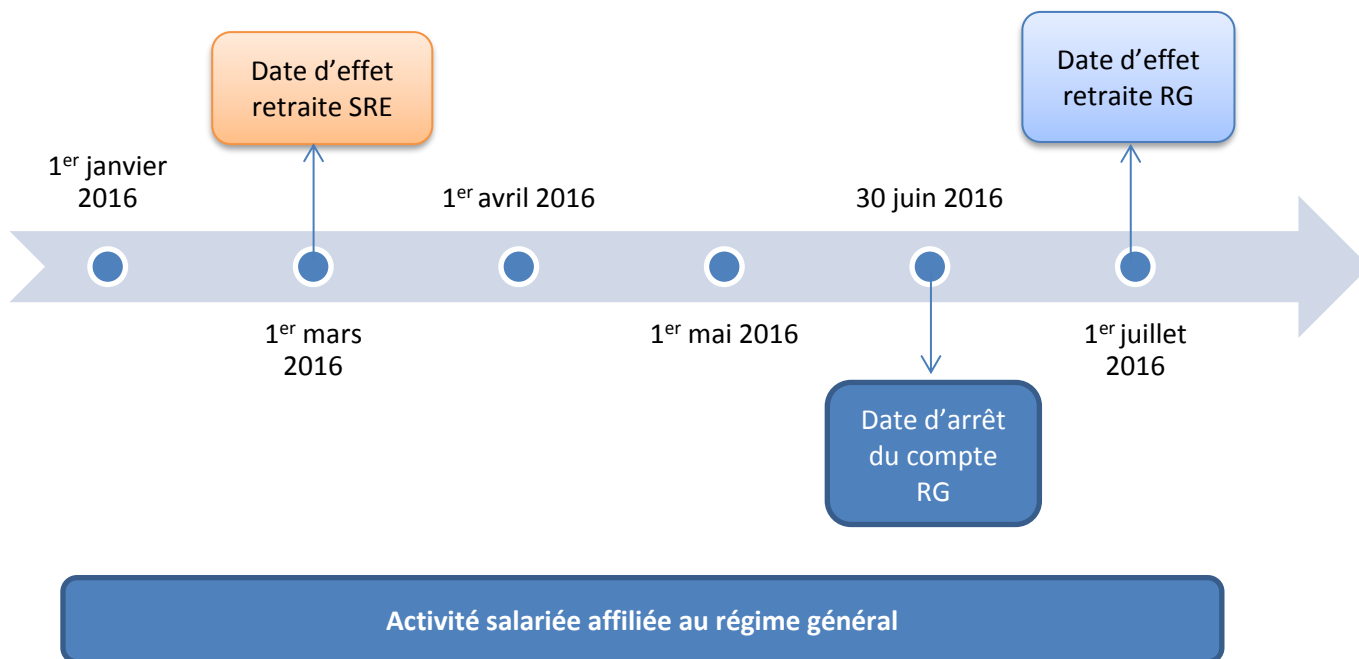 Date d’effet
retraite SRE
Date d’effet
retraite RG
1er janvier
2016
1er avril 2016
30 juin 2016
1er mars
2016
1er mai 2016
1er juillet
2016
Date d’arrêt
du compte
RG
Activité salariée affiliée au régime général